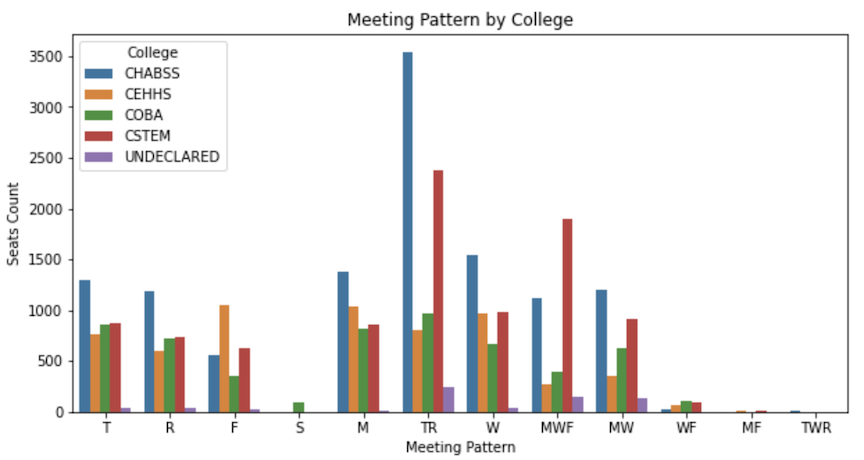 Meeting Pattern by College
College
CHABSS
CEHHS
COBA
CSTEM
UNDECLARED
Seats Count
3500
3000
2500
2000
1500
1000
500
0
T R F S M TR W MWF MW WF MF TWR
Meeting Pattern